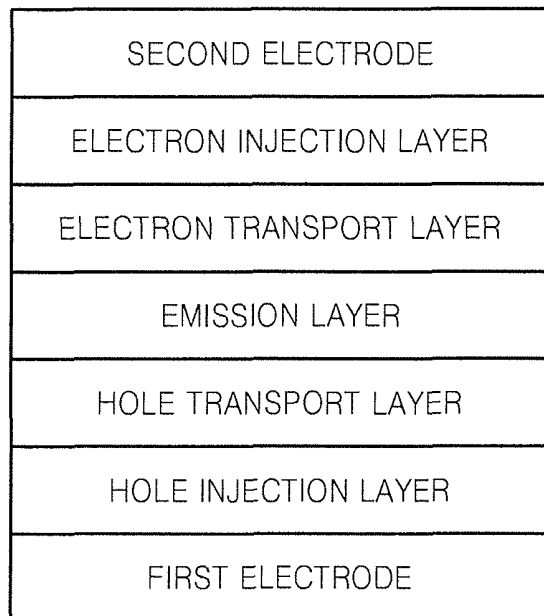 SECOND ELECTRODE
ELECTRON INJECTION LAYER
ELECTRON TRANSPORT LAYER
EMISSION LAYER
HOLE TRANSPORT LAYER
HOLE INJECTION LAYER
FIRST ELECTRODE